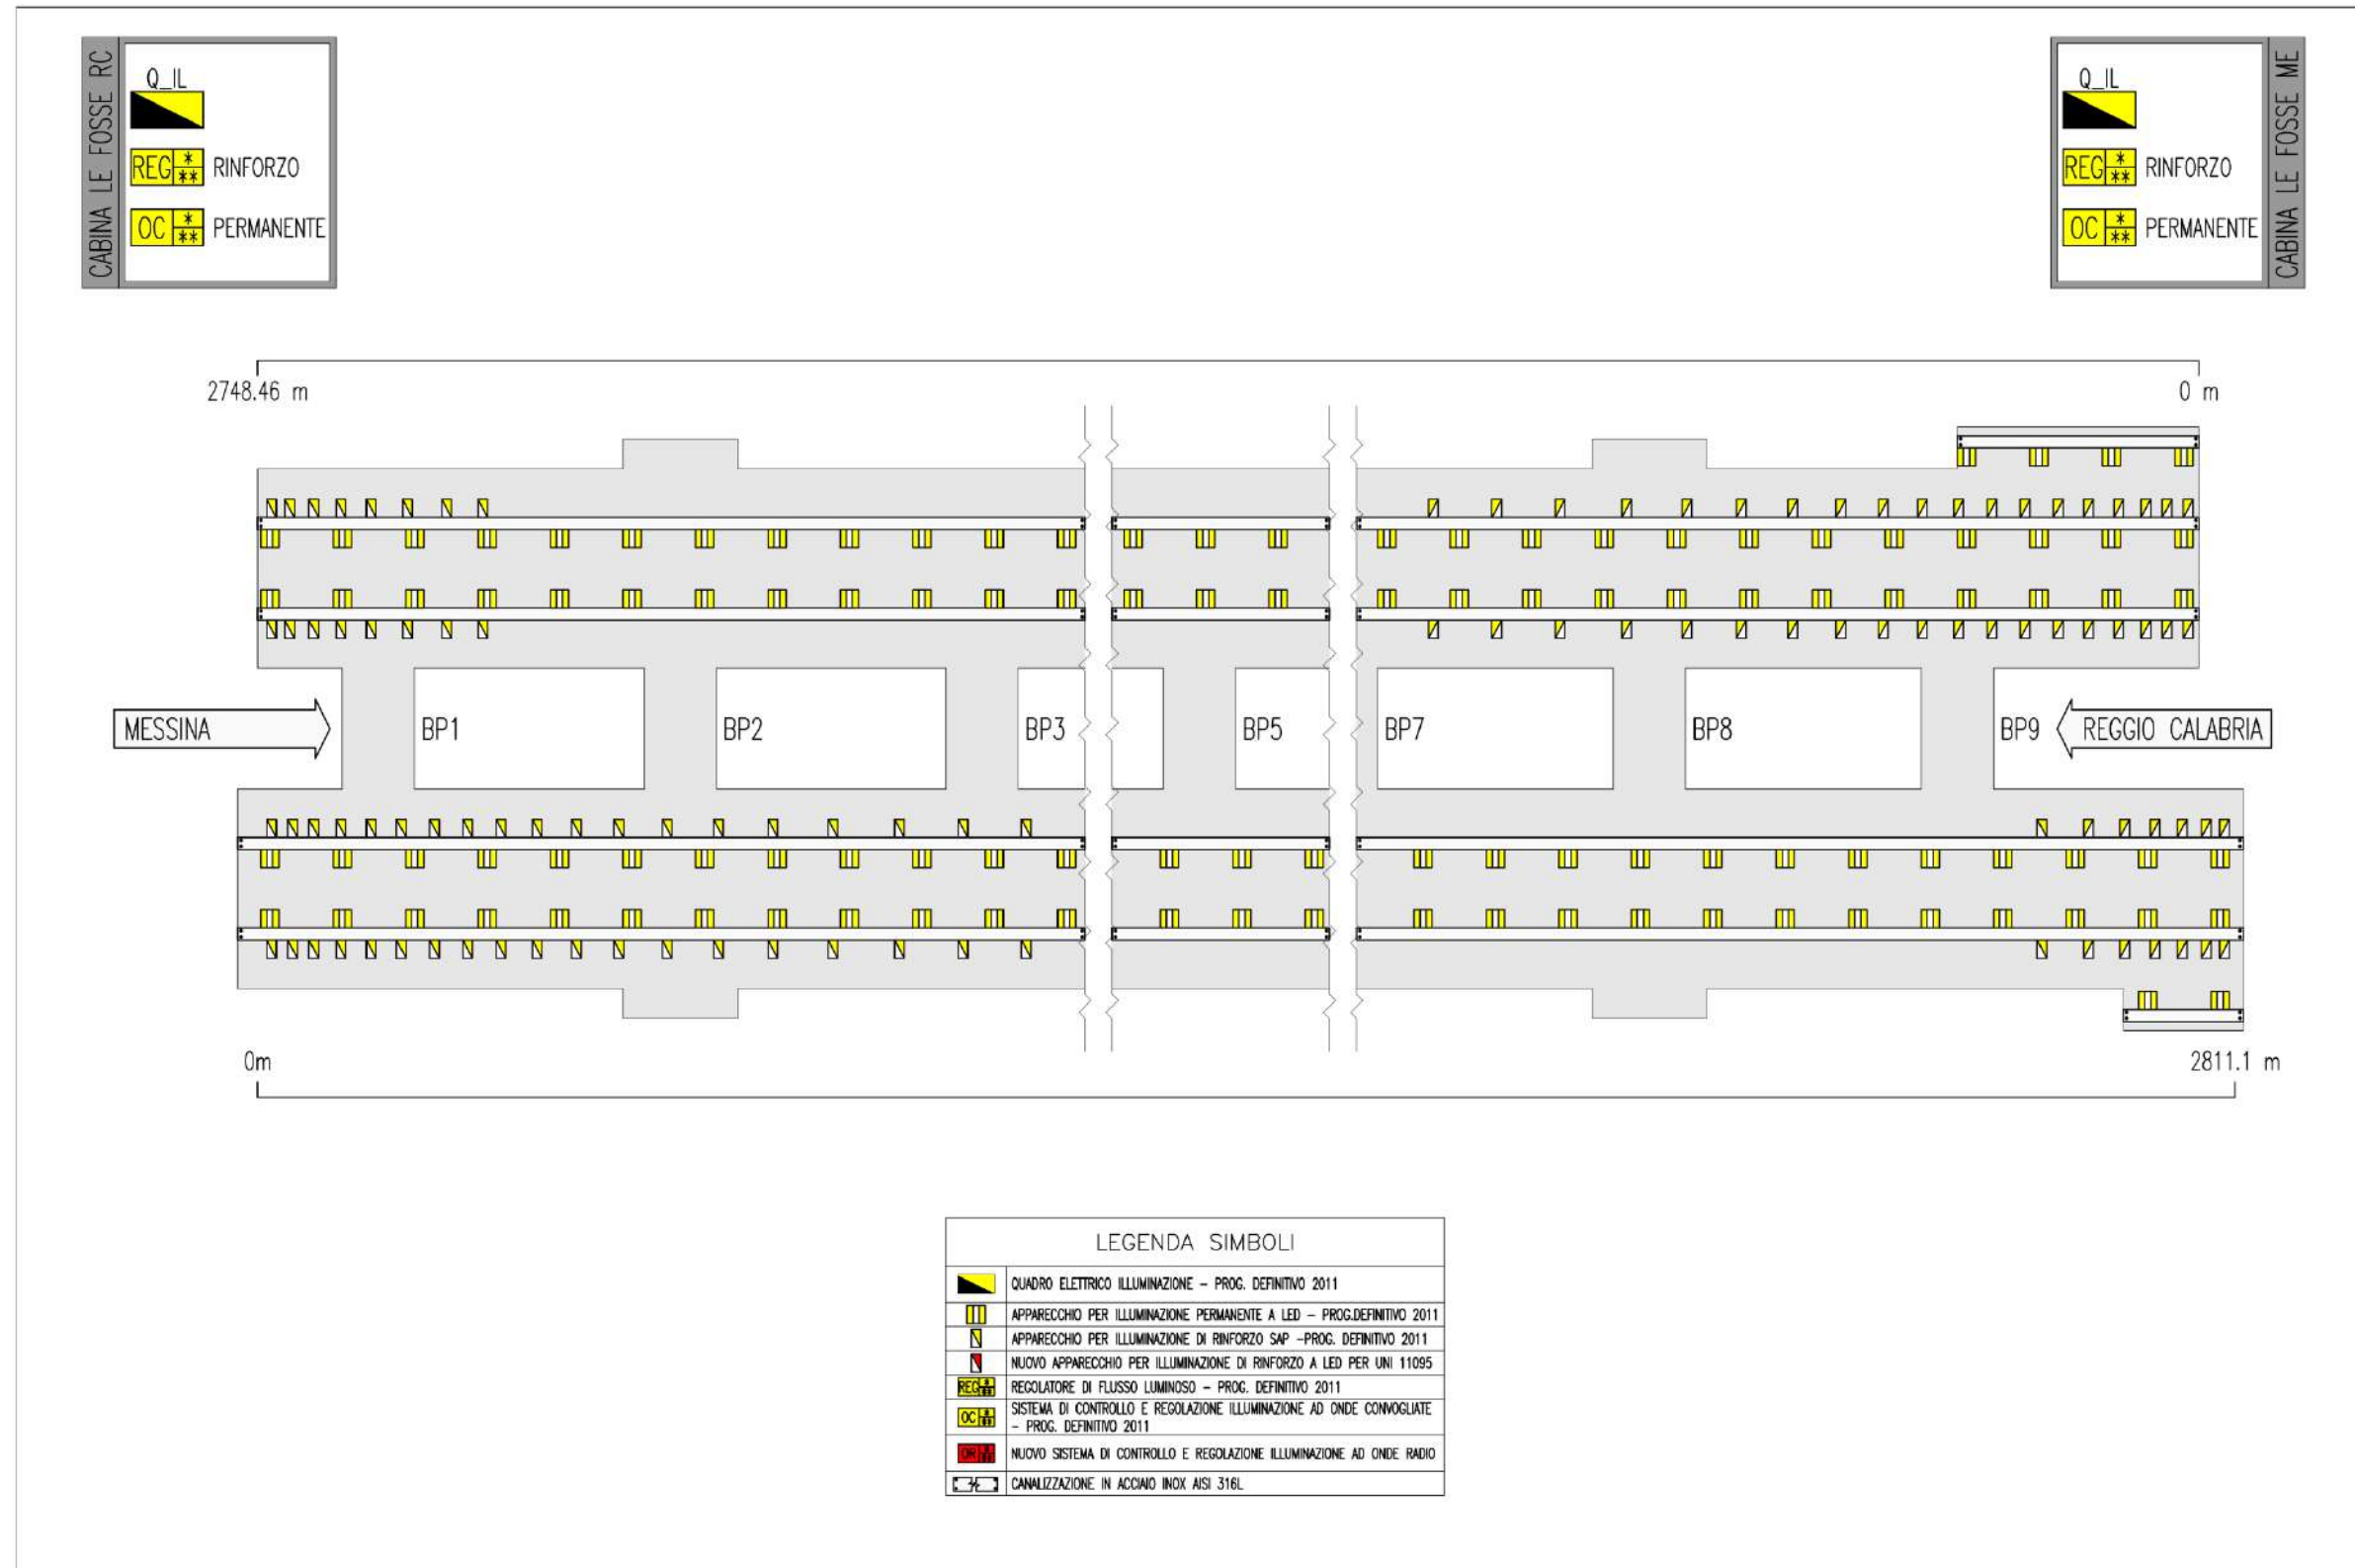 CABINA LE FOSSE RC
Q_IL
REG * ** RINFORZO
OC * ** PERMANENTE
Q_IL
REG * ** RINFORZO
OC * ** PERMANENTE
CABINA LE FOSSE ME
2748.46 m
0 m
MESSINA
BP1
BP2
BP3
BP5
BP7
BP8
BP9
REGGIO CALABRIA
0m
2811.1 m
LEGENDA SIMBOLI
QUADRO ELETTRICO ILLUMINAZIONE – PROG. DEFINITIVO 2011
APPARECCHIO PER ILLUMINAZIONE PERMANENTE A LED – PROG.DEFINITIVO 2011
APPARECCHIO PER ILLUMINAZIONE DI RINFORZO SAP –PROG. DEFINITIVO 2011
NUOVO APPARECCHIO PER ILLUMINAZIONE DI RINFORZO A LED PER UNI 11095
REG * ** REGOLATORE DI FLUSSO LUMINOSO – PROG. DEFINITIVO 2011
OC * ** SISTEMA DI CONTROLLO E REGOLAZIONE ILLUMINAZIONE AD ONDE CONVOGLIATE
– PROG. DEFINITIVO 2011
OR * ** NUOVO SISTEMA DI CONTROLLO E REGOLAZIONE ILLUMINAZIONE AD ONDE RADIO
CANALIZZAZIONE IN ACCIAIO INOX AISI 316L